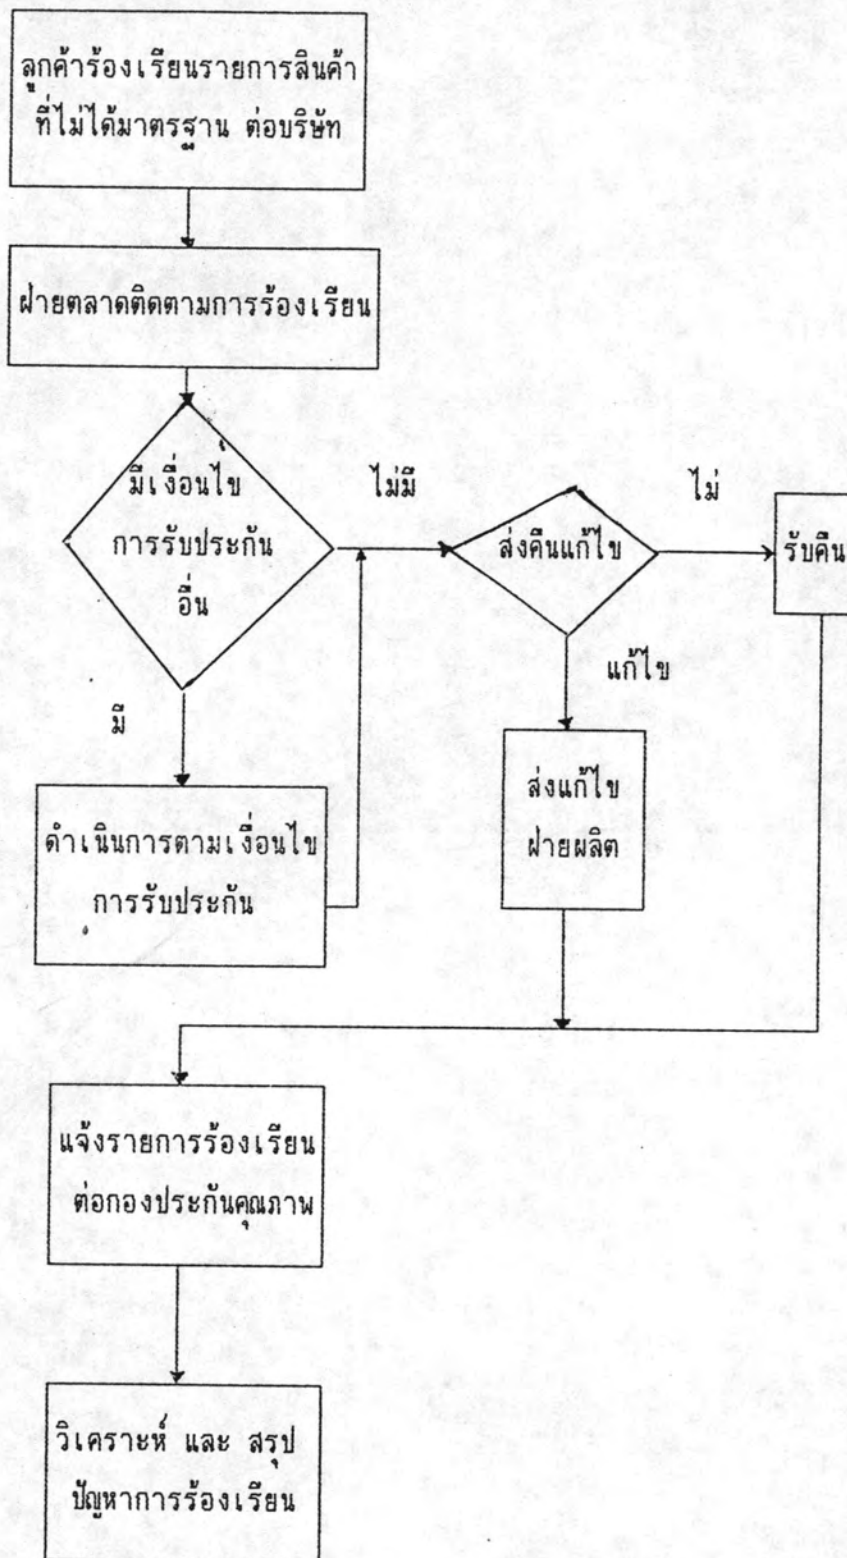 ลูกค้าร้องเรียนรายการสินค้า
ที่ไม่ได้มาตรฐาน ต่อบริษัท
ฝ่ายตลาดติดตามการร้องเรียน
มีเงื่อนไข
การรับประกัน
อื่น
ไม่มี
ส่งคืนแก้ไข
ไม่
รับคืน
มี
แก้ไข
ดำเนินการตามเงื่อนไข
การรับประกัน
ส่งแก้ไข
ฝ่ายผลิต
แจ้งรายการร้องเรียน
ต่อกองประกันคุณภาพ
วิเคราะห์ และ สรุป
ปัญหาการร้องเรียน